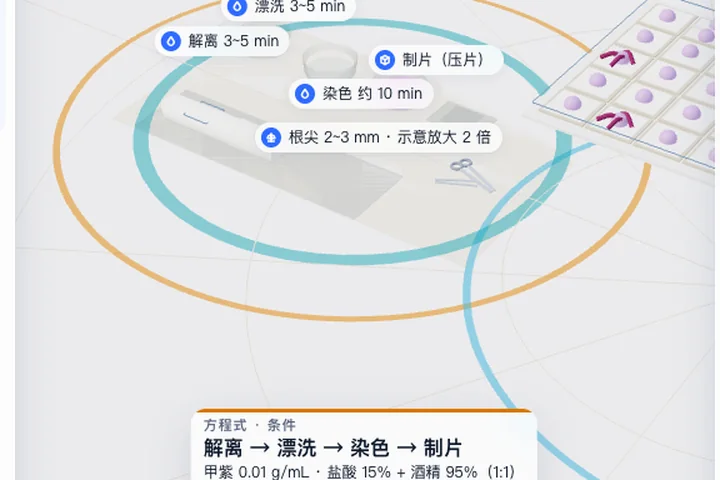 漂洗 3~5 min
解离 3~5 min
制片（压片）
染色 约 10 min
根尖 2~3 mm · 示意放大 2 倍
方程式 · 条件
解离 → 漂洗 → 染色 → 制片
甲紫 0.01 g/mL · 盐酸 15% + 酒精 95%（1:1）